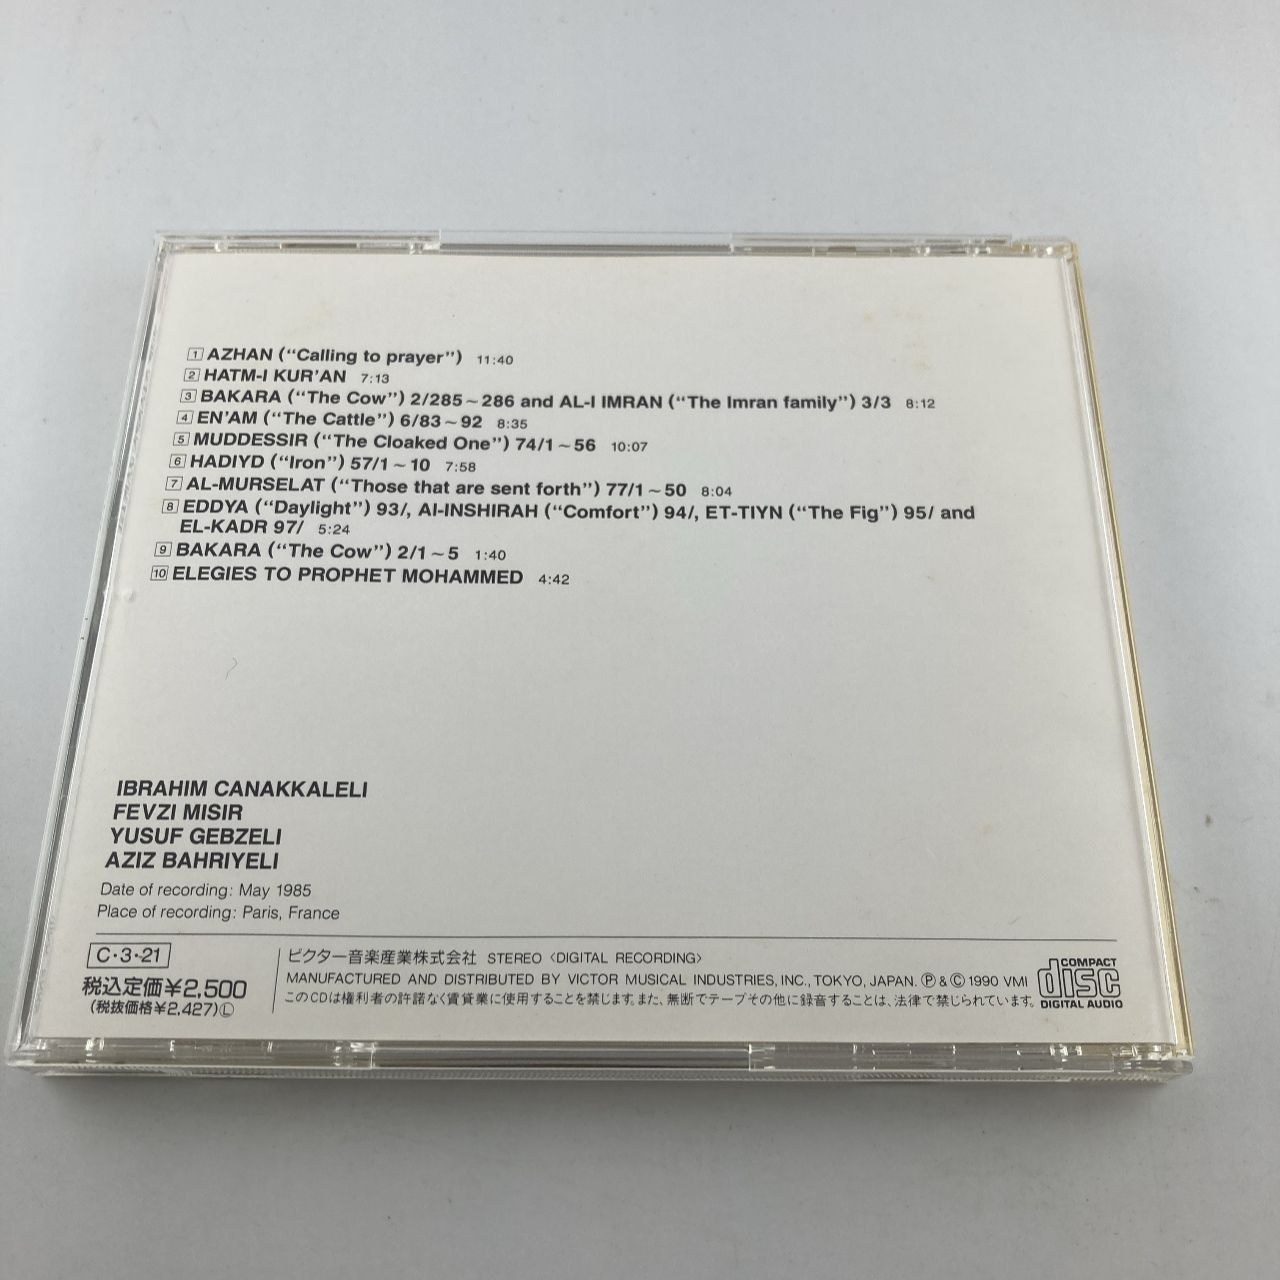 1 AZHAN (“Calling to prayer”) 11:40
2 HATM-I KUR'AN 7:13
3 BAKARA (“The Cow”) 2/285~286 and AL-I IMRAN (“The Imran family”) 3/3 8:12
4 EN'AM (“The Cattle”) 6/83~92 8:35
5 MUDDESSIR (“The Cloaked One”) 74/1~56 10:07
6 HADIYD (“Iron”) 57/1~10 7:58
7 AL-MURSELAT (“Those that are sent forth”) 77/1~50 8:04
8 EDDYA (“Daylight”) 93/, Al-INSHIRAH (“Comfort”) 94/, ET-TIYN (“The Fig”) 95/ and
EL-KADR 97/ 5:24
9 BAKARA (“The Cow”) 2/1~5 1:40
10 ELEGIES TO PROPHET MOHAMMED 4:42
IBRAHIM CANAKKALELI
FEVZI MISIR
YUSUF GEBZELI
AZIZ BAHRIYELI
Date of recording: May 1985
Place of recording: Paris, France
C・3・21
税込定価¥2,500
(税抜価格¥2,427)Ⓛ
ビクター音楽産業株式会社 STEREO 〈DIGITAL RECORDING〉
MANUFACTURED AND DISTRIBUTED BY VICTOR MUSICAL INDUSTRIES, INC., TOKYO, JAPAN. Ⓟ&Ⓒ 1990 VMI
このCDは権利者の許諾なく賃貸業に使用することを禁じます。また、無断でテープその他に録音することは、法律で禁じられています。
COMPACT
disc
DIGITAL AUDIO